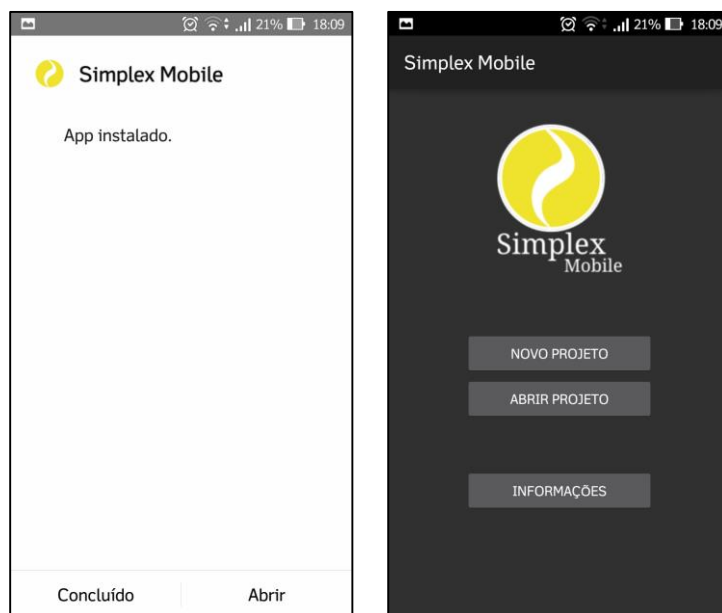 21% 18:09
Simplex Mobile
App instalado.
Concluído Abrir
21% 18:09
Simplex Mobile
Simplex
Mobile
NOVO PROJETO
ABRIR PROJETO
INFORMAÇÕES